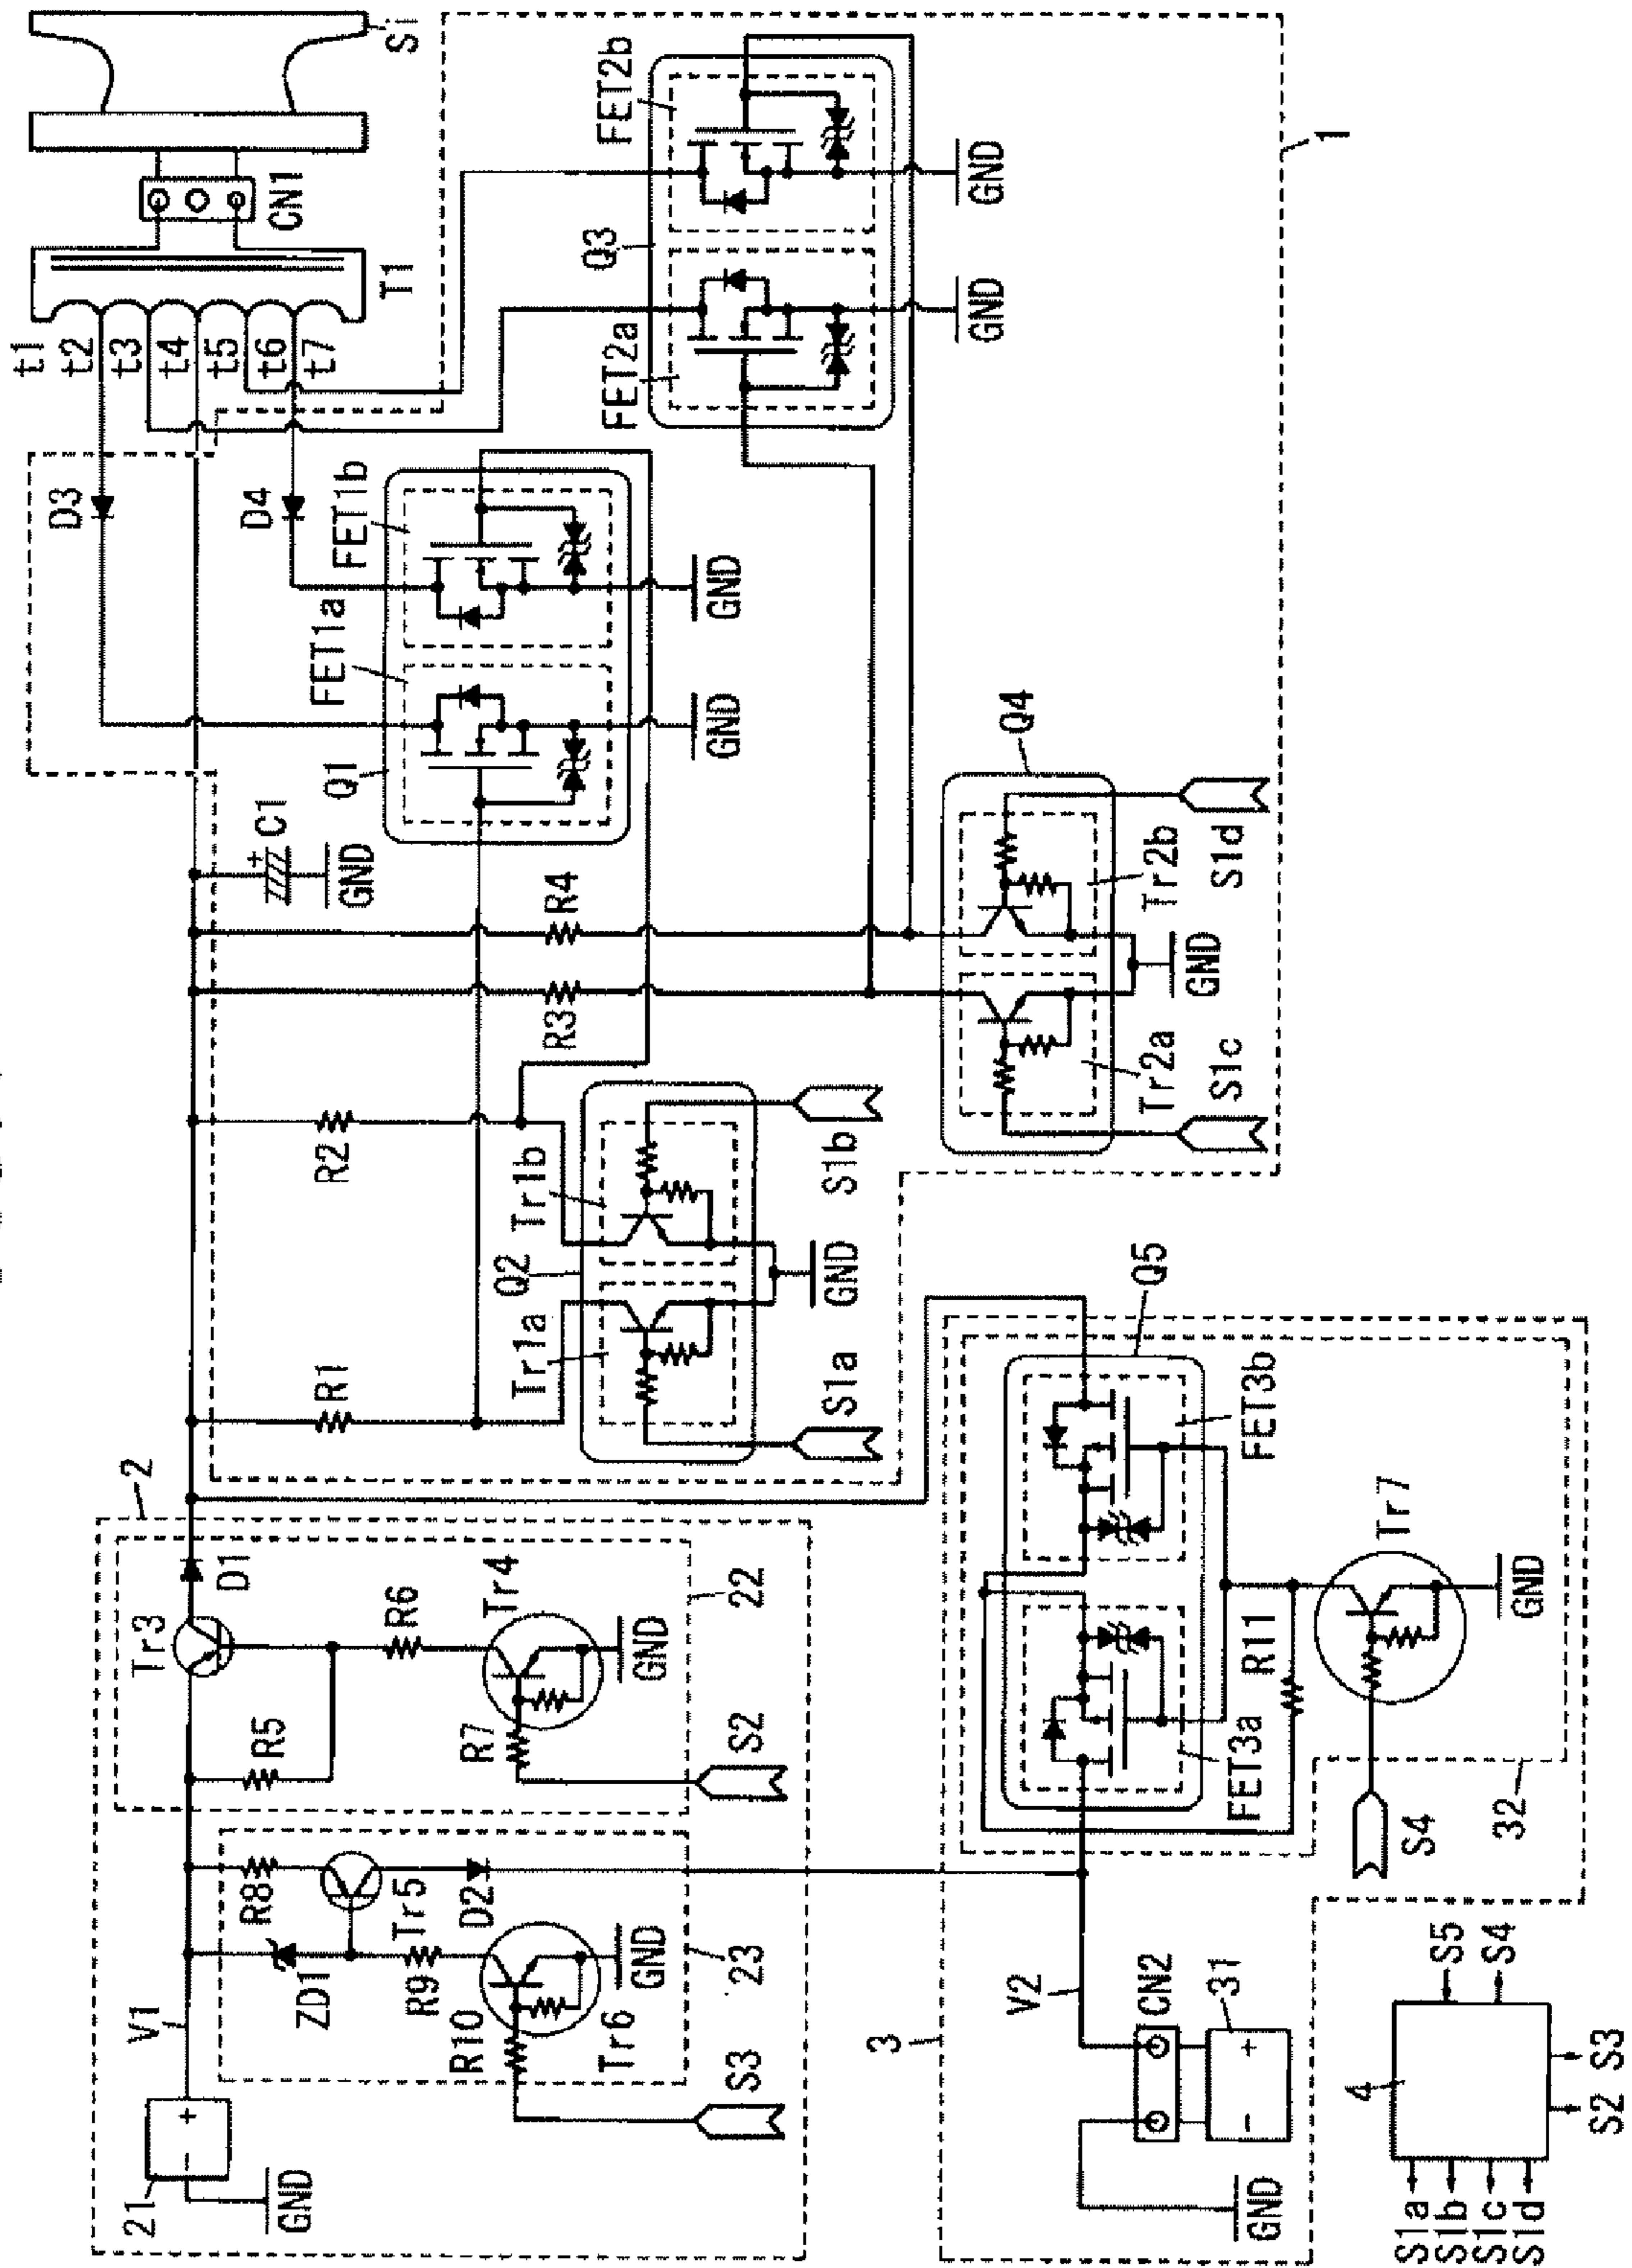 t1
t2
t3
t4
t5
t6
t7
T1
CN1
Si
D3
D4
FET1a
FET1b
Q1
GND
GND
FET2a
FET2b
Q3
GND
GND
1
C1
GND
R1
R2
R3
R4
Q2
Tr1a
Tr1b
GND
S1a
S1b
Q4
Tr2a
Tr2b
GND
S1c
S1d
2
21
GND
V1
Tr3
D1
R5
R6
R7
Tr4
GND
S2
22
R8
ZD1
Tr5
D2
R9
R10
Tr6
GND
S3
23
3
V2
CN2
31
GND
Q5
FET3a
FET3b
R11
Tr7
GND
S4
32
4
S1a
S1b
S1c
S1d
S2
S3
S4
S5
+
−
+
−
+